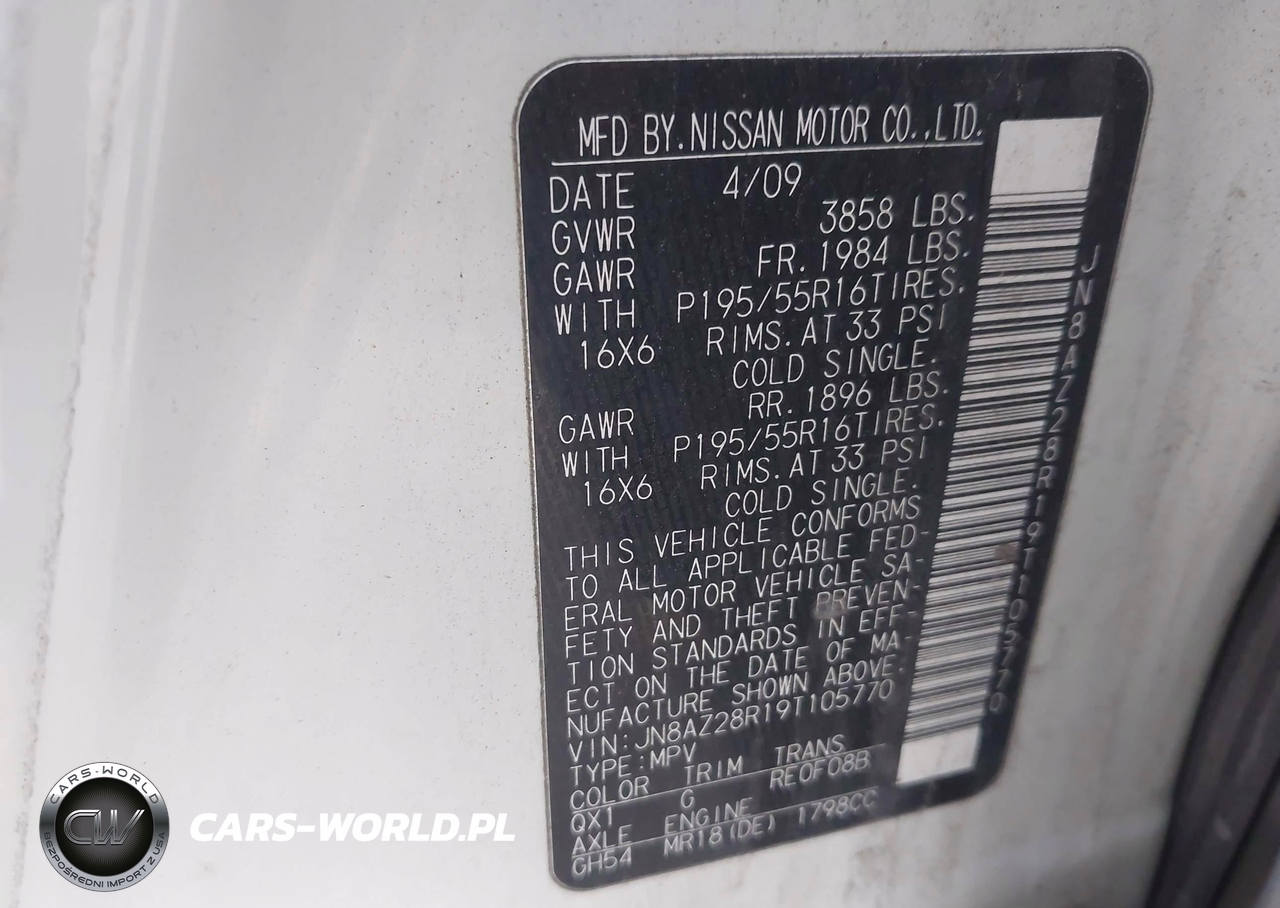 MFD BY. NISSAN MOTOR CO., LTD.
DATE 4/09
GVWR 3858 LBS.
GAWR FR. 1984 LBS.
WITH P195/55R16TIRES.
16X6 RIMS. AT 33 PSI
COLD SINGLE.
GAWR RR. 1896 LBS.
WITH P195/55R16TIRES.
16X6 RIMS. AT 33 PSI
COLD SINGLE.
THIS VEHICLE CONFORMS
TO ALL APPLICABLE FED-
ERAL MOTOR VEHICLE SA-
FETY AND THEFT PREVEN-
TION STANDARDS IN EFF-
ECT ON THE DATE OF MA-
NUFACTURE SHOWN ABOVE.
VIN:JN8AZ28R19T105770
TYPE:MPV
COLOR TRIM TRANS
QX1 G RE0F08B
AXLE ENGINE
GH54 MR18(DE) 1798CC
JN8AZ28R19T105770
CARS-WORLD
CW
BEZPOŚREDNI IMPORT Z USA
CARS-WORLD.PL